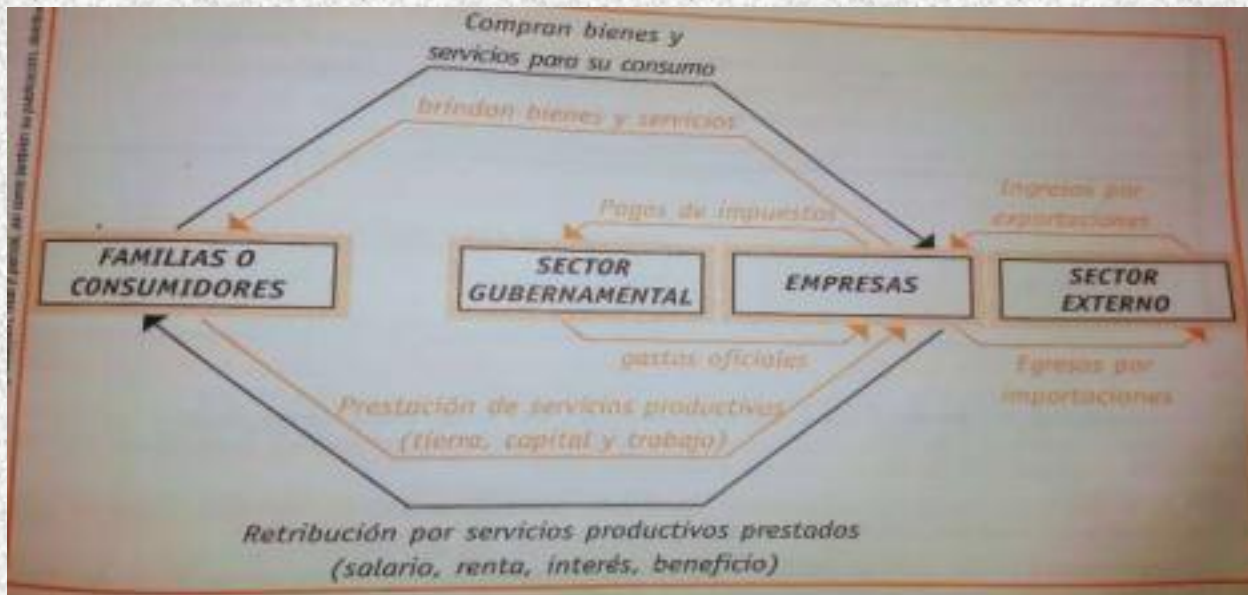 Compran bienes y
servicios para su consumo
brindan bienes y servicios
Pagos de impuestos
Ingresos por
exportaciones
FAMILIAS O
CONSUMIDORES
SECTOR
GUBERNAMENTAL
EMPRESAS
SECTOR
EXTERNO
gastos oficiales
Egresos por
importaciones
Prestación de servicios productivos
(tierra, capital y trabajo)
Retribución por servicios productivos prestados
(salario, renta, interés, beneficio)